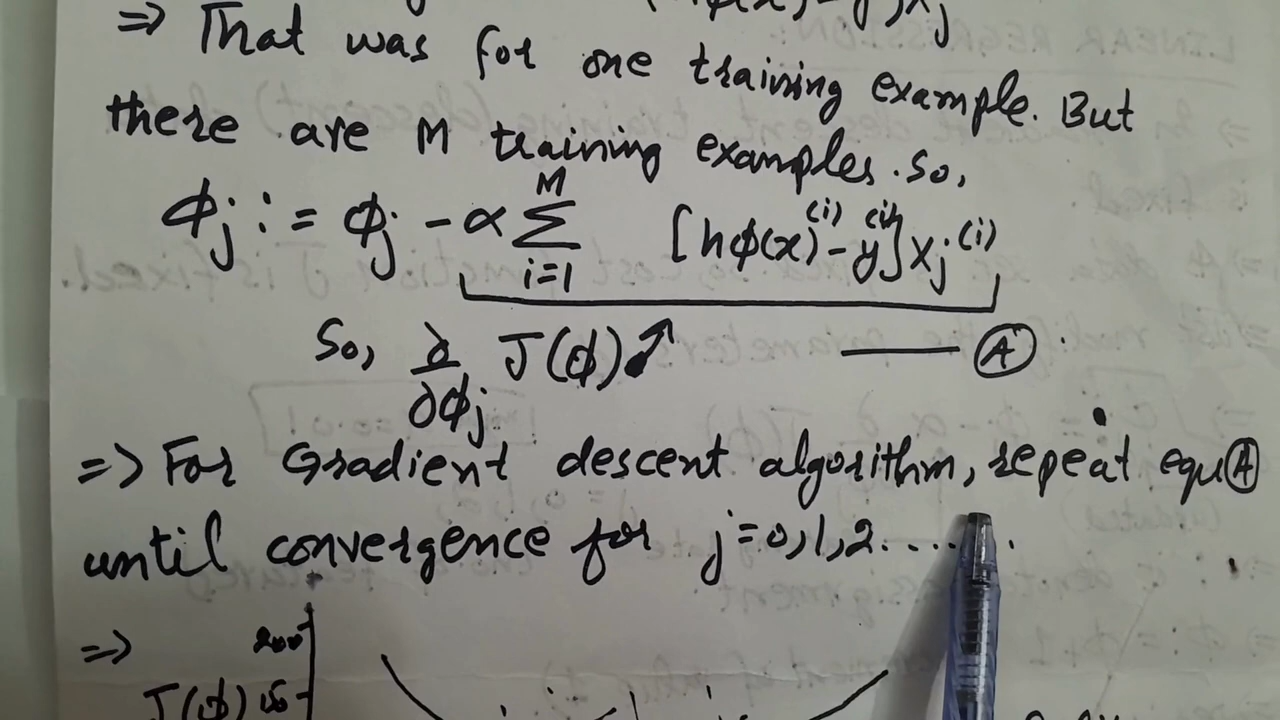 ⇒ That was for one training example. But
there are M training examples. So,
ϕj := ϕj - α ∑ i=1 M [hϕ(x)^(i) - y^(i)] xj^(i)
So, ∂/∂ϕj J(ϕ) ↗ — (A)
⇒ For Gradient descent algorithm, repeat equ (A)
until convergence for j=0,1,2.......
⇒ 200
J(ϕ)